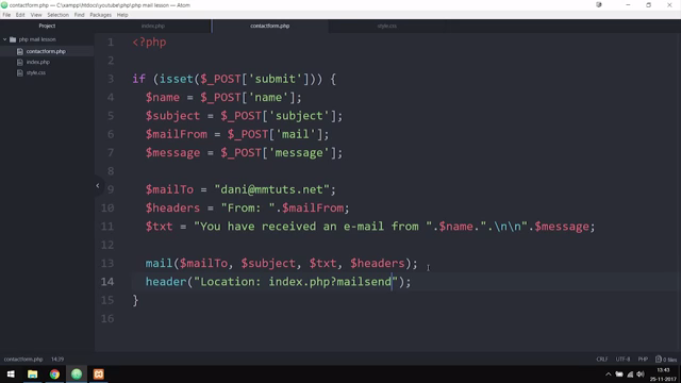 contactform.php — C:\xampp\htdocs\youtube\php\php mail lesson — Atom
File Edit View Selection Find Packages Help
Project
index.php
contactform.php
style.css
php mail lesson
contactform.php
index.php
style.css
1 <?php
2
3 if (isset($_POST['submit'])) {
4 $name = $_POST['name'];
5 $subject = $_POST['subject'];
6 $mailFrom = $_POST['mail'];
7 $message = $_POST['message'];
8
9 $mailTo = "dani@mmtuts.net";
10 $headers = "From: ".$mailFrom;
11 $txt = "You have received an e-mail from ".$name.".\n\n".$message;
12
13 mail($mailTo, $subject, $txt, $headers);
14 header("Location: index.php?mailsend");
15 }
16
contactform.php 14:39
CRLF UTF-8 PHP 0 files
13:43
25-11-2017